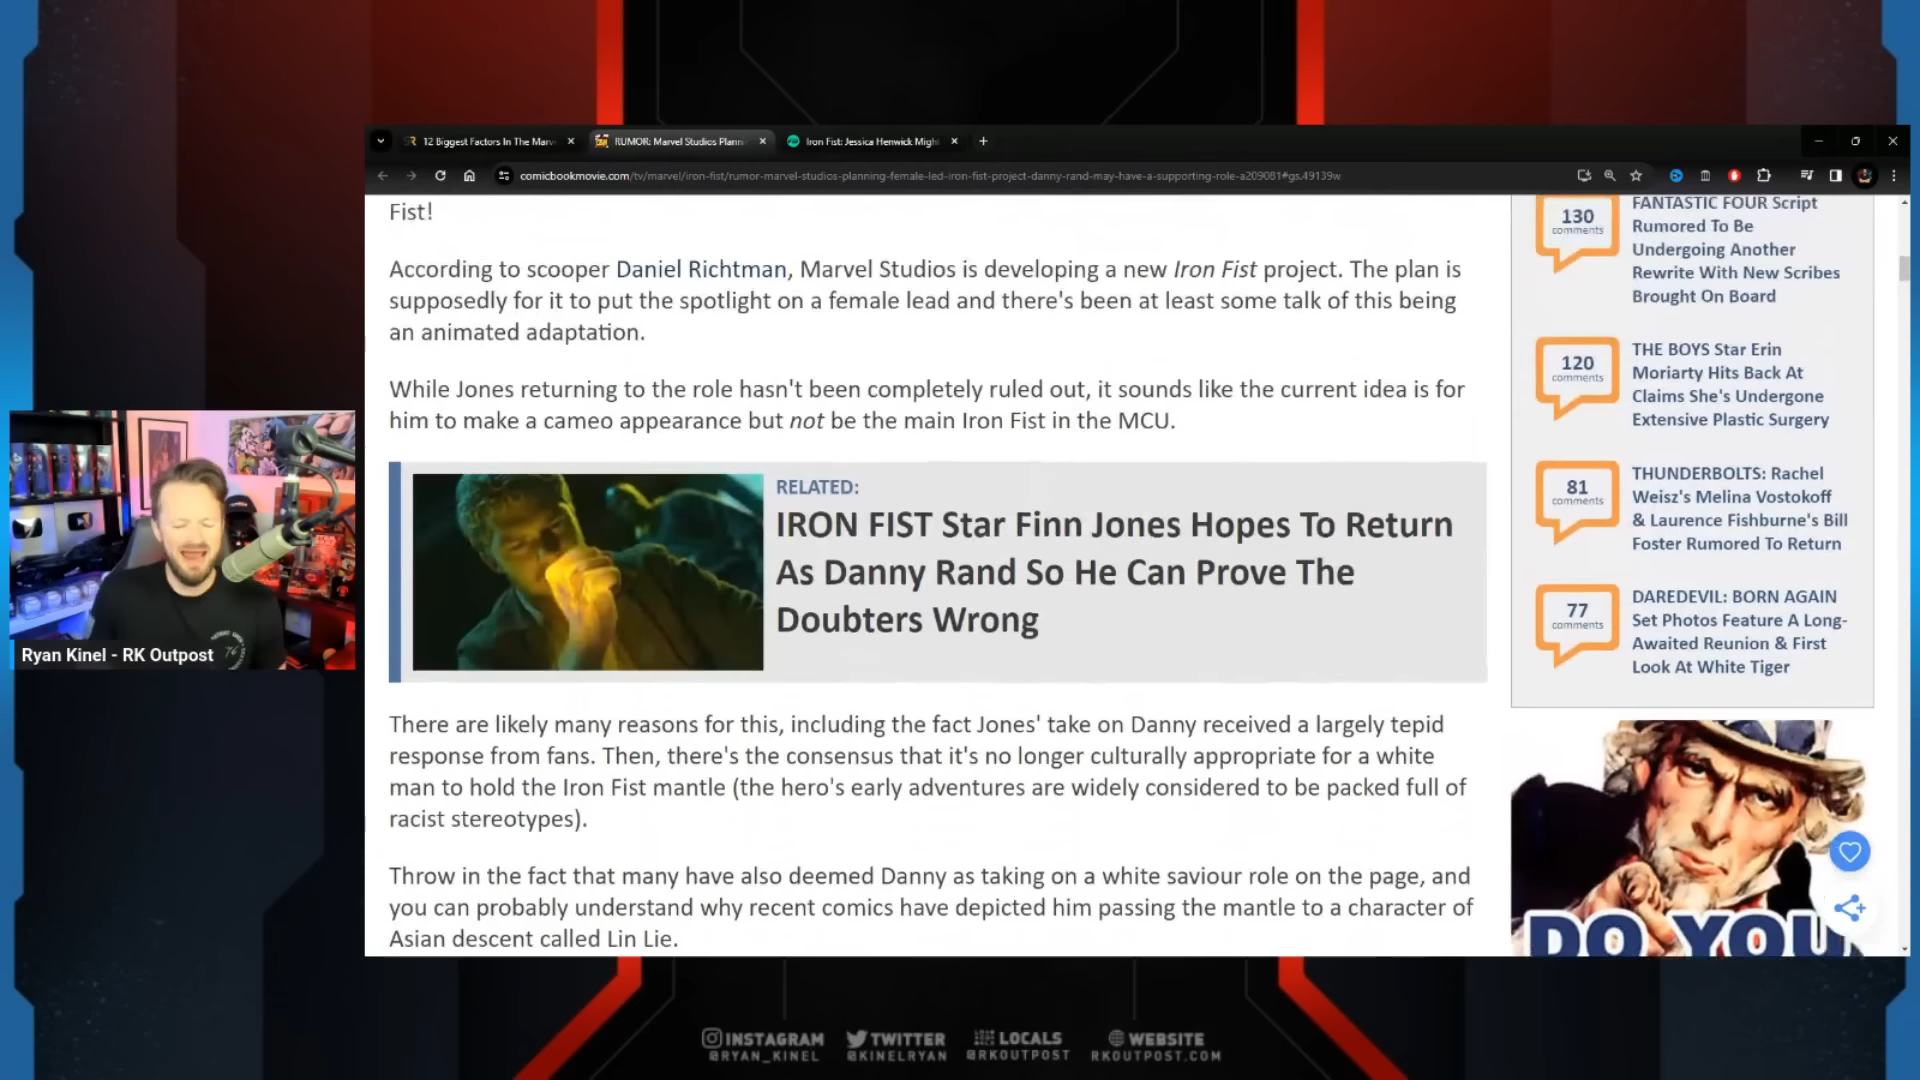 12 Biggest Factors In The Marv
RUMOR: Marvel Studios Plann
Iron Fist: Jessica Henwick Migh
comicbookmovie.com/tv/marvel/iron-fist/rumor-marvel-studios-planning-female-led-iron-fist-project-danny-rand-may-have-a-supporting-role-a209081#gs.49139w
Fist!
According to scooper Daniel Richtman, Marvel Studios is developing a new Iron Fist project. The plan is
supposedly for it to put the spotlight on a female lead and there's been at least some talk of this being
an animated adaptation.
While Jones returning to the role hasn't been completely ruled out, it sounds like the current idea is for
him to make a cameo appearance but not be the main Iron Fist in the MCU.
RELATED:
IRON FIST Star Finn Jones Hopes To Return
As Danny Rand So He Can Prove The
Doubters Wrong
There are likely many reasons for this, including the fact Jones' take on Danny received a largely tepid
response from fans. Then, there's the consensus that it's no longer culturally appropriate for a white
man to hold the Iron Fist mantle (the hero's early adventures are widely considered to be packed full of
racist stereotypes).
Throw in the fact that many have also deemed Danny as taking on a white saviour role on the page, and
you can probably understand why recent comics have depicted him passing the mantle to a character of
Asian descent called Lin Lie.
130
comments
FANTASTIC FOUR Script
Rumored To Be
Undergoing Another
Rewrite With New Scribes
Brought On Board
120
comments
THE BOYS Star Erin
Moriarty Hits Back At
Claims She's Undergone
Extensive Plastic Surgery
81
comments
THUNDERBOLTS: Rachel
Weisz's Melina Vostokoff
& Laurence Fishburne's Bill
Foster Rumored To Return
77
comments
DAREDEVIL: BORN AGAIN
Set Photos Feature A Long-
Awaited Reunion & First
Look At White Tiger
DO YOU
Ryan Kinel - RK Outpost
INSTAGRAM
@RYAN_KINEL
TWITTER
@KINELRYAN
LOCALS
@RKOUTPOST
WEBSITE
RKOUTPOST.COM